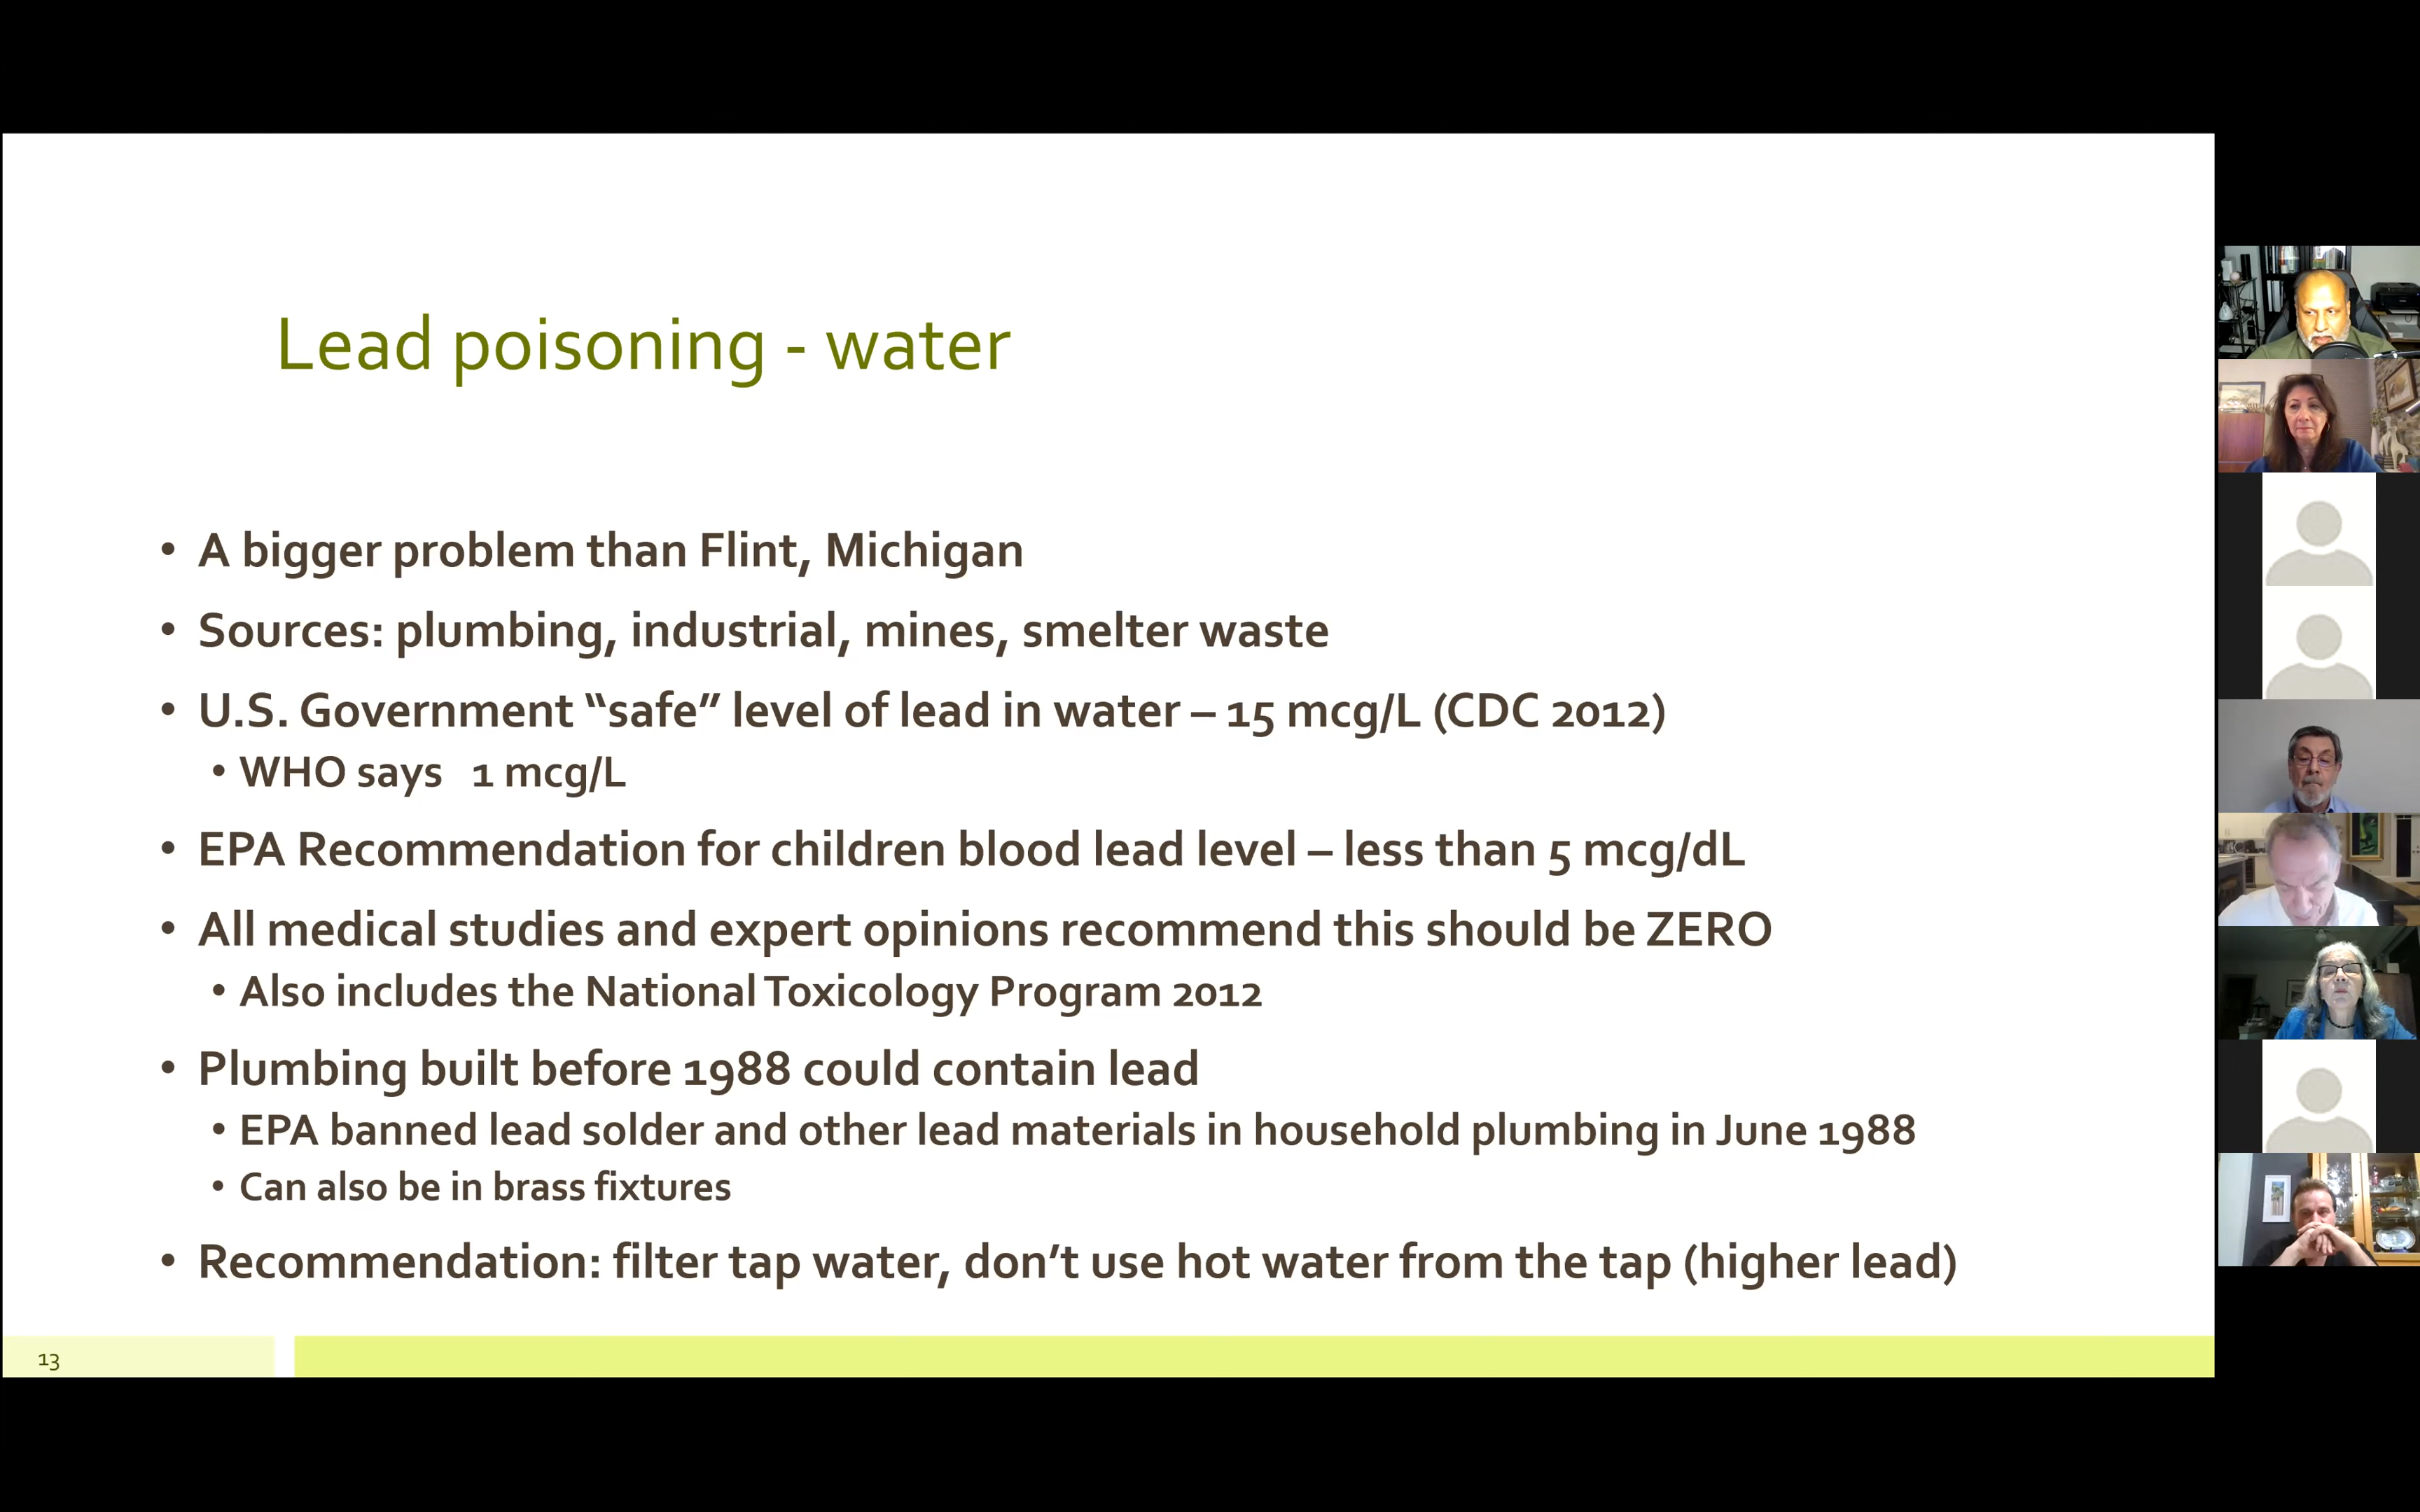 Lead poisoning - water
• A bigger problem than Flint, Michigan
• Sources: plumbing, industrial, mines, smelter waste
• U.S. Government “safe” level of lead in water – 15 mcg/L (CDC 2012)
• WHO says 1 mcg/L
• EPA Recommendation for children blood lead level – less than 5 mcg/dL
• All medical studies and expert opinions recommend this should be ZERO
• Also includes the National Toxicology Program 2012
• Plumbing built before 1988 could contain lead
• EPA banned lead solder and other lead materials in household plumbing in June 1988
• Can also be in brass fixtures
• Recommendation: filter tap water, don’t use hot water from the tap (higher lead)
13